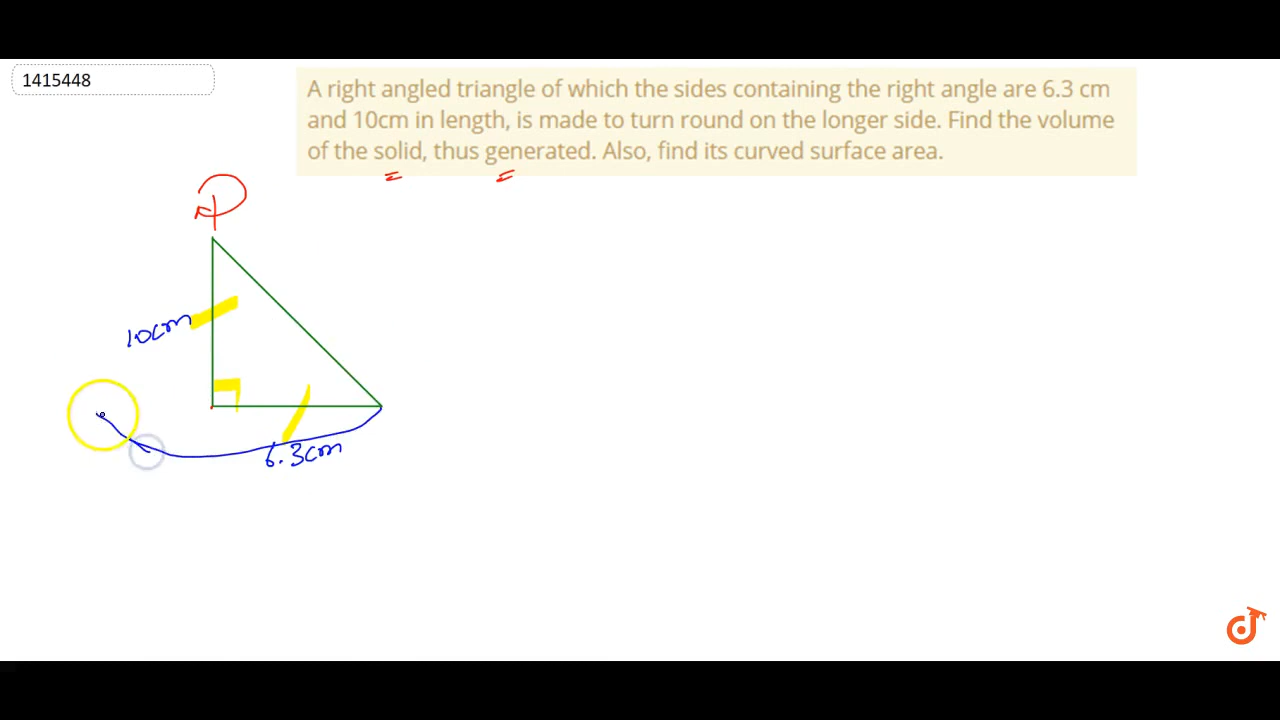 1415448
A right angled triangle of which the sides containing the right angle are 6.3 cm
and 10cm in length, is made to turn round on the longer side. Find the volume
of the solid, thus generated. Also, find its curved surface area.
10cm
6.3cm